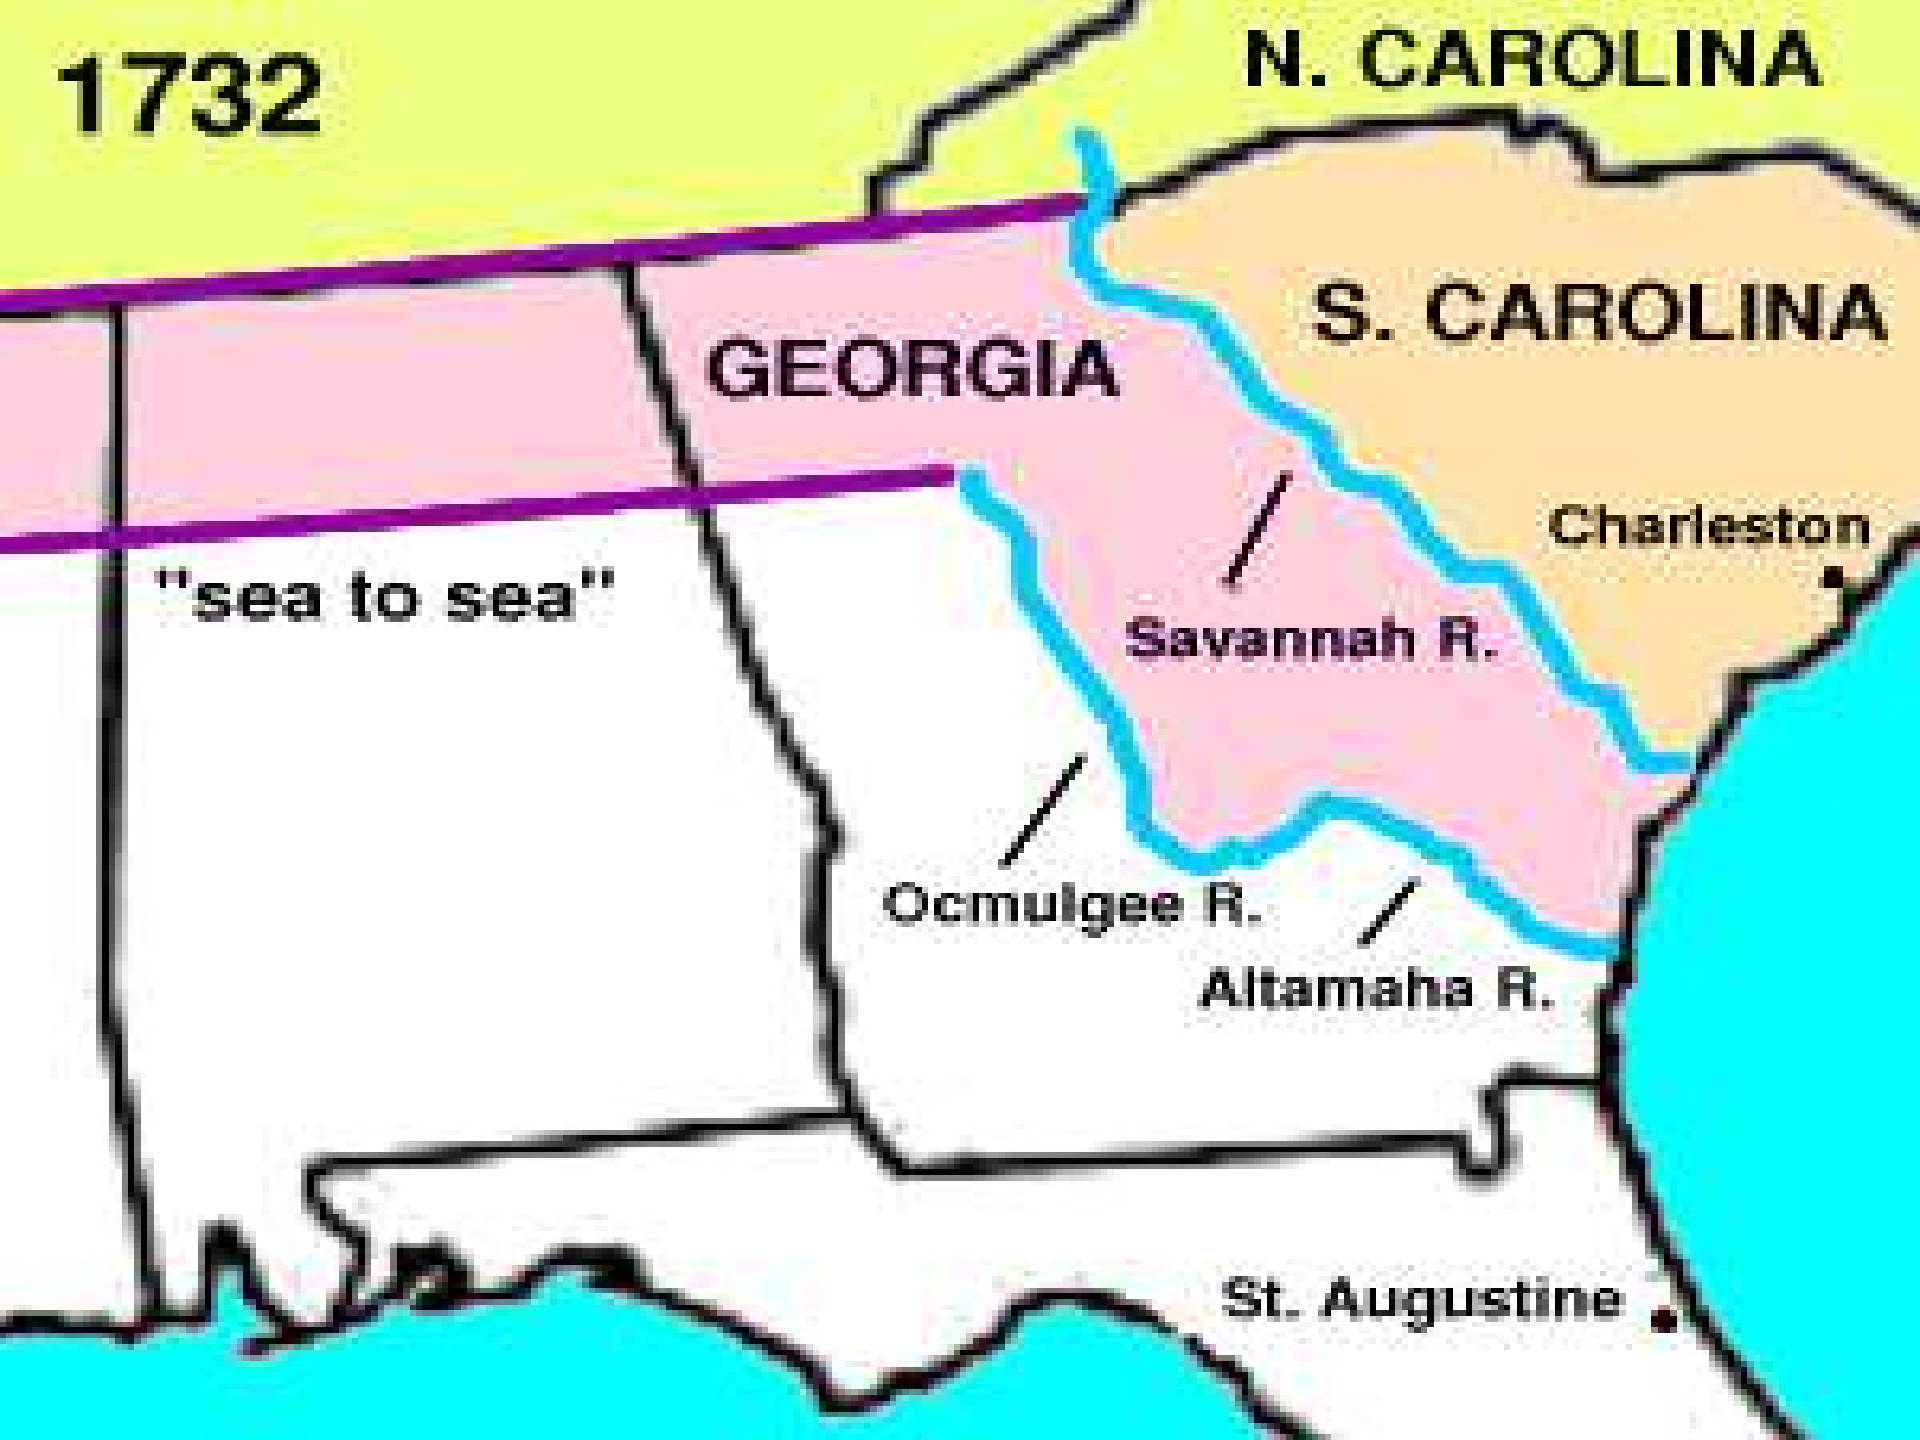 1732
N. CAROLINA
S. CAROLINA
GEORGIA
Charleston
"sea to sea"
Savannah R.
Ocmulgee R.
Altamaha R.
St. Augustine